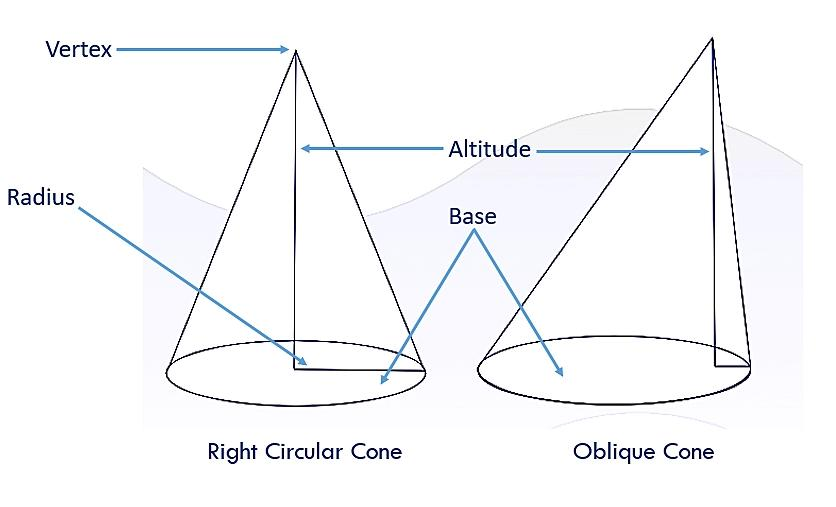 Vertex
Altitude
Radius
Base
Right Circular Cone
Oblique Cone